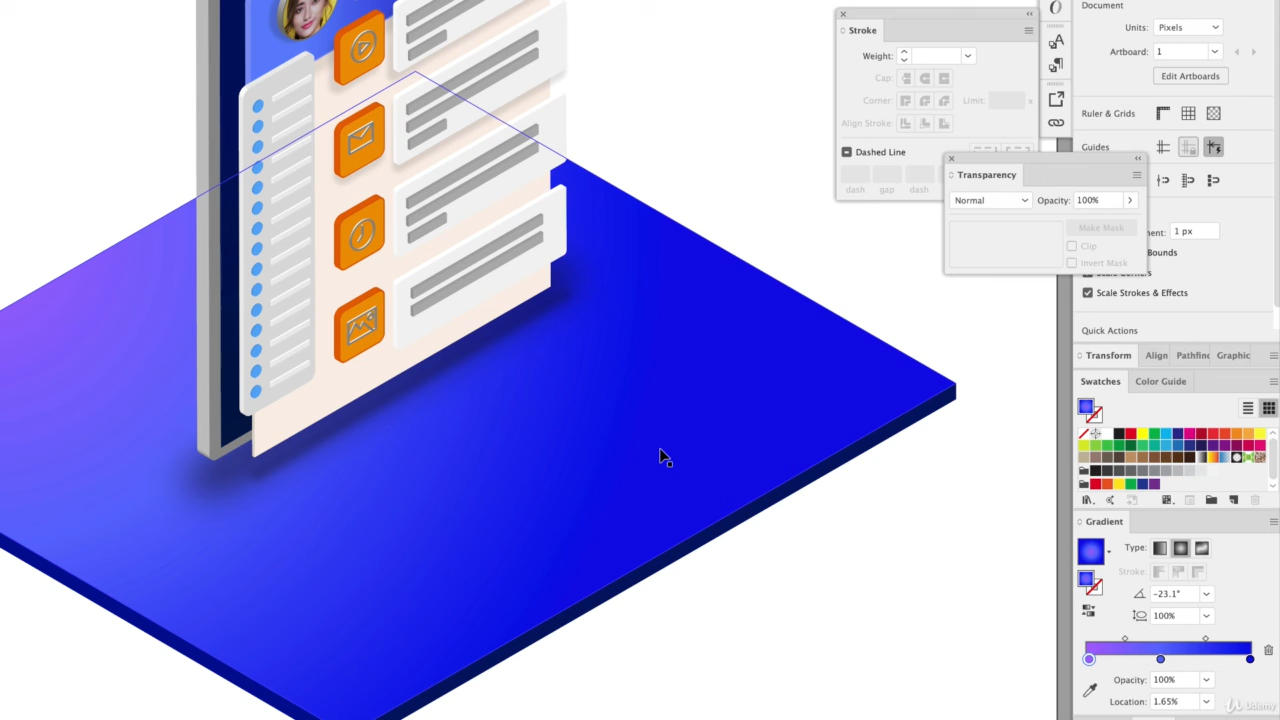 Document
Units:
Pixels
Artboard:
1
Edit Artboards
Ruler & Grids
Guides
1 px
Scale Strokes & Effects
Quick Actions
Stroke
Weight:
Cap:
Corner:
Limit:
x
Align Stroke:
Dashed Line
dash
gap
dash
Transparency
Normal
Opacity:
100%
Make Mask
Clip
Invert Mask
Transform
Align
Pathfinc
Graphic
Swatches
Color Guide
Gradient
Type:
Stroke:
-23.1°
100%
Opacity:
100%
Location:
1.65%
Udemy